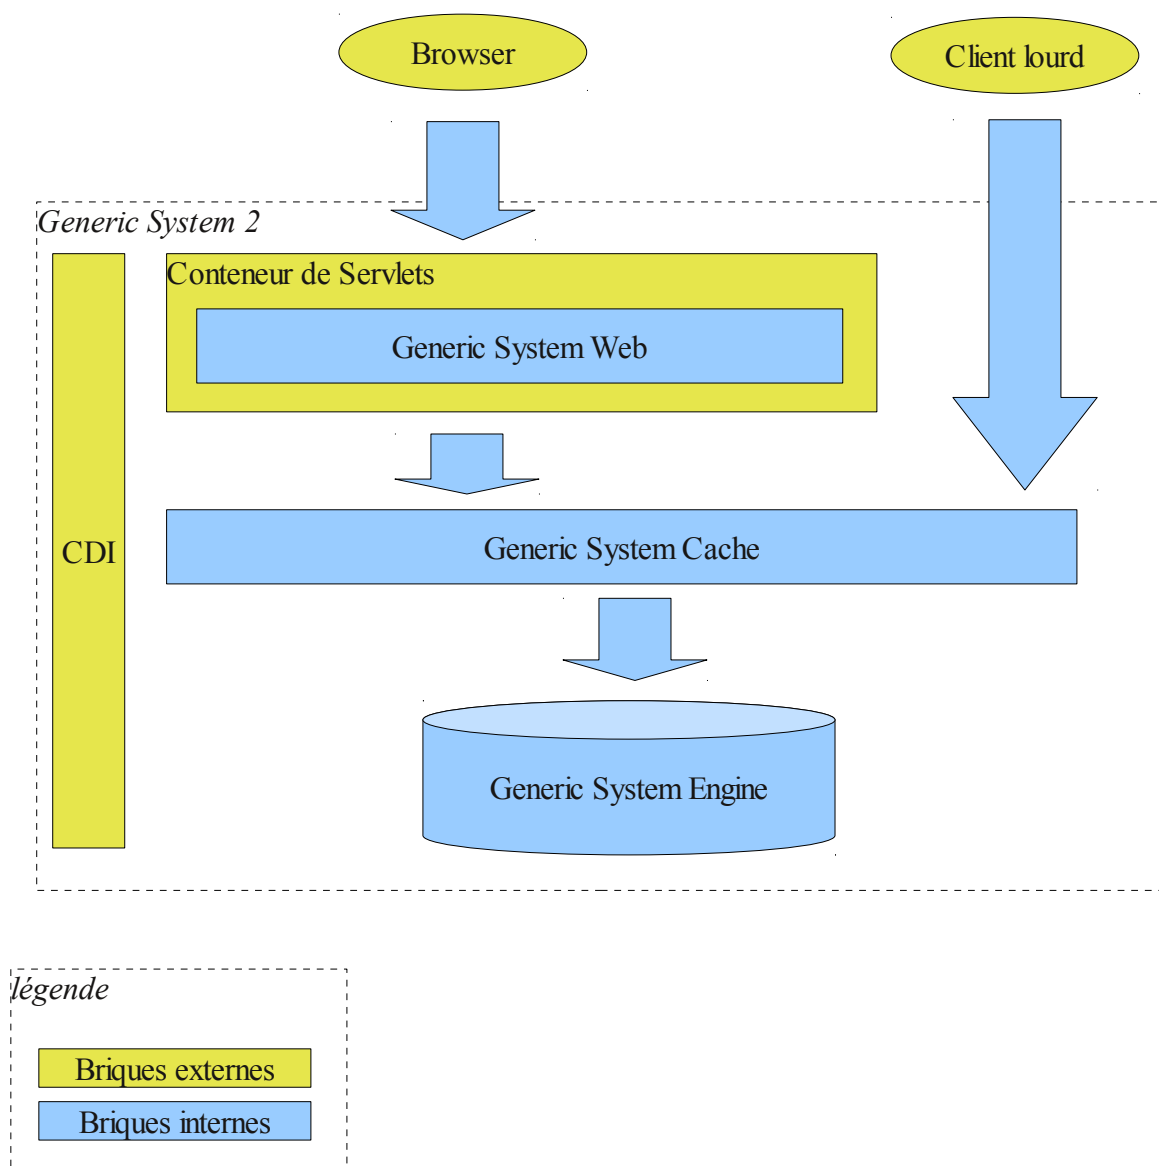 Browser
Client lourd
Generic System 2
Conteneur de Servlets
Generic System Web
CDI
Generic System Cache
Generic System Engine
légende
Briques externes
Briques internes